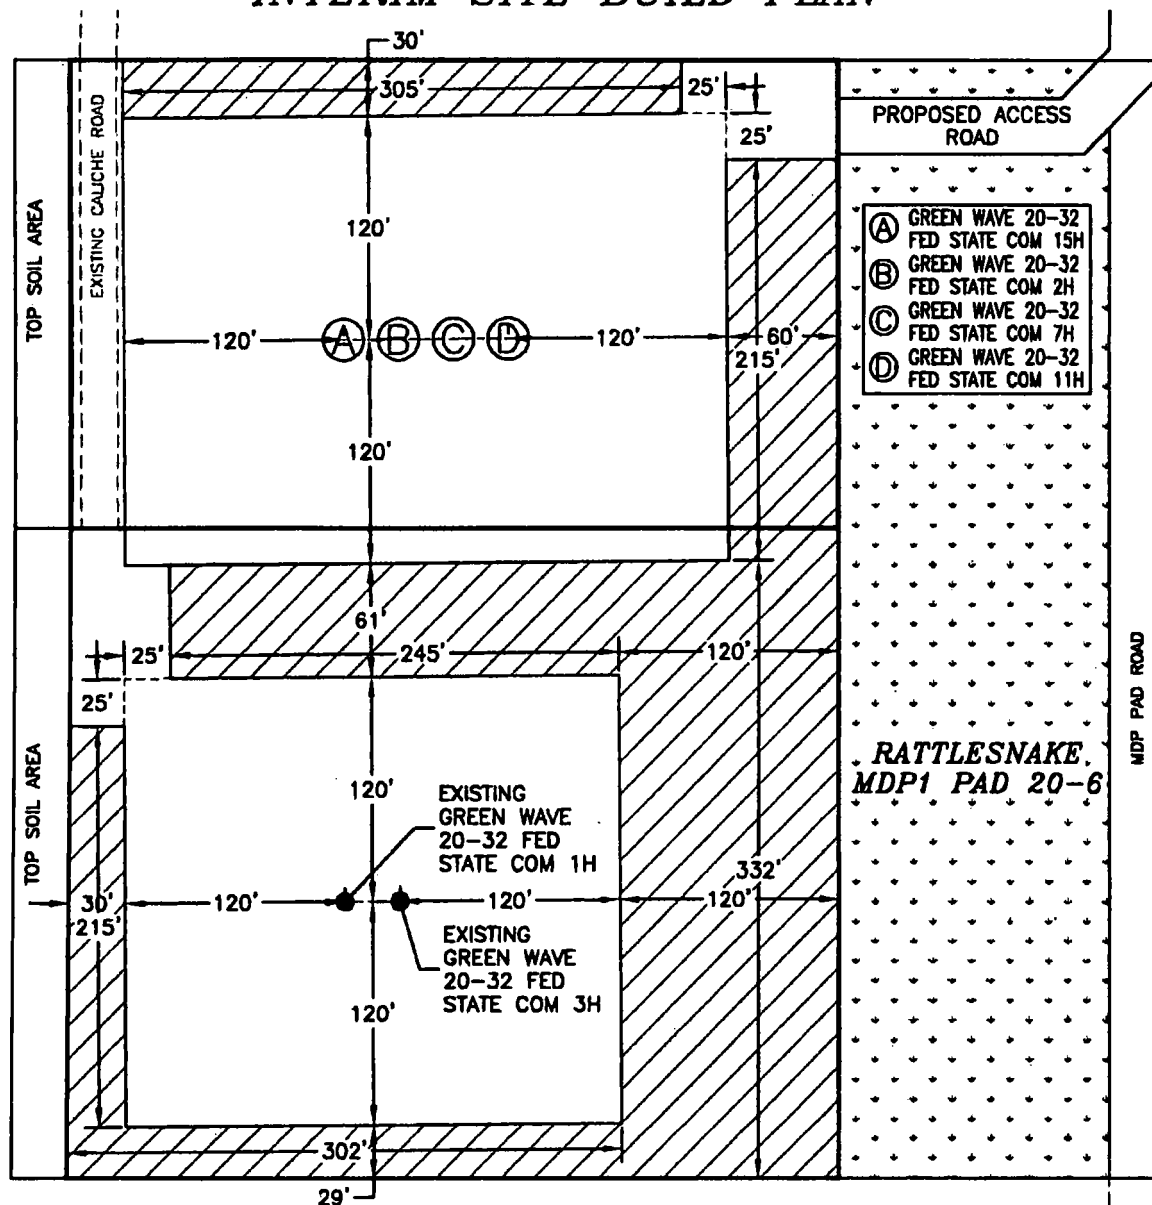 INTERIM SITE BUILD PLAN
30'
305'
25'
25'
PROPOSED ACCESS
ROAD
EXISTING CALICHE ROAD
TOP SOIL AREA
120'
A GREEN WAVE 20-32
FED STATE COM 15H
B GREEN WAVE 20-32
FED STATE COM 2H
C GREEN WAVE 20-32
FED STATE COM 7H
D GREEN WAVE 20-32
FED STATE COM 11H
120'
A B C D
120'
60'
215'
120'
61'
25'
245'
120'
25'
MDP PAD ROAD
RATTLESNAKE
MDP1 PAD 20-6
TOP SOIL AREA
120'
EXISTING
GREEN WAVE
20-32 FED
STATE COM 1H
332'
30'
215'
120'
120'
120'
EXISTING
GREEN WAVE
20-32 FED
STATE COM 3H
120'
302'
29'